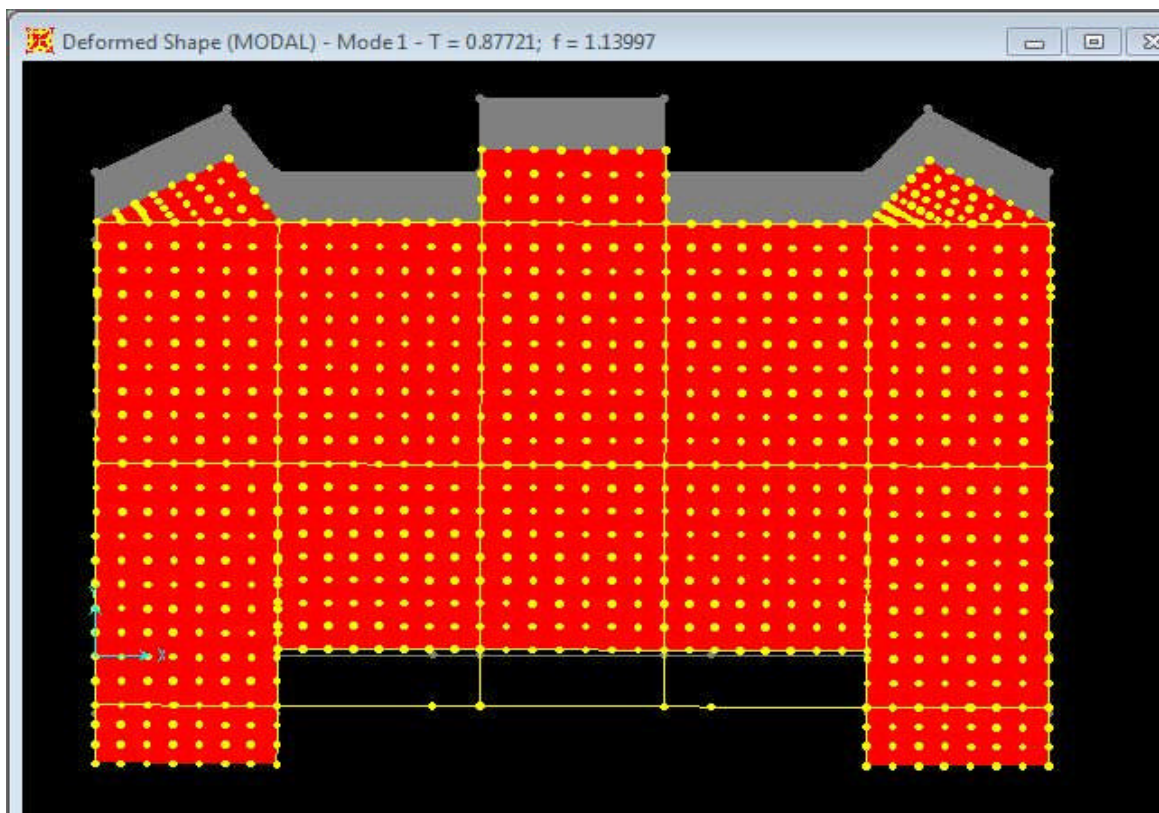 Deformed Shape (MODAL) - Mode 1 - T = 0.87721; f = 1.13997
X